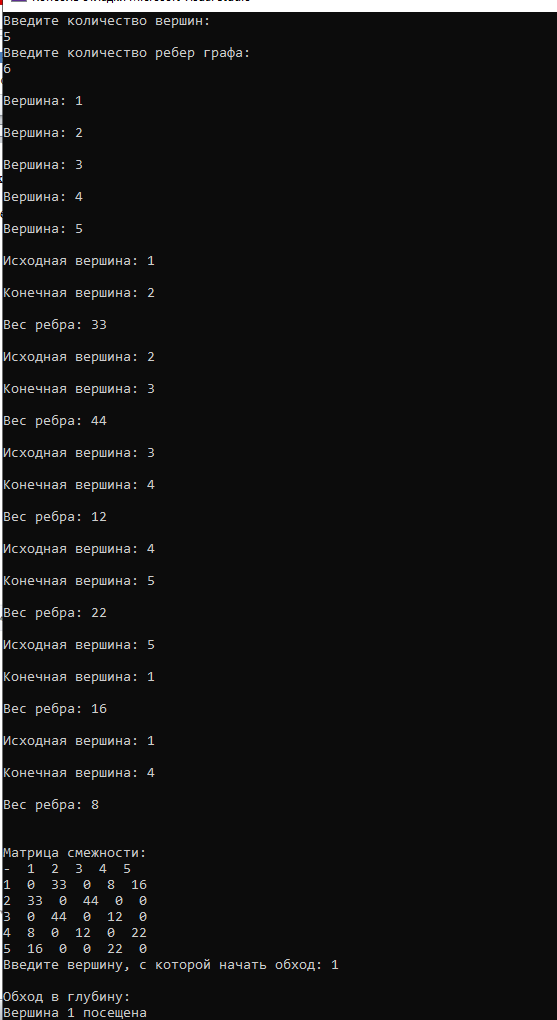 Введите количество вершин:
5
Введите количество ребер графа:
6
Вершина: 1
Вершина: 2
Вершина: 3
Вершина: 4
Вершина: 5
Исходная вершина: 1
Конечная вершина: 2
Вес ребра: 33
Исходная вершина: 2
Конечная вершина: 3
Вес ребра: 44
Исходная вершина: 3
Конечная вершина: 4
Вес ребра: 12
Исходная вершина: 4
Конечная вершина: 5
Вес ребра: 22
Исходная вершина: 5
Конечная вершина: 1
Вес ребра: 16
Исходная вершина: 1
Конечная вершина: 4
Вес ребра: 8
Матрица смежности:
- 1 2 3 4 5
1 0 33 0 8 16
2 33 0 44 0 0
3 0 44 0 12 0
4 8 0 12 0 22
5 16 0 0 22 0
Введите вершину, с которой начать обход: 1
Обход в глубину:
Вершина 1 посещена